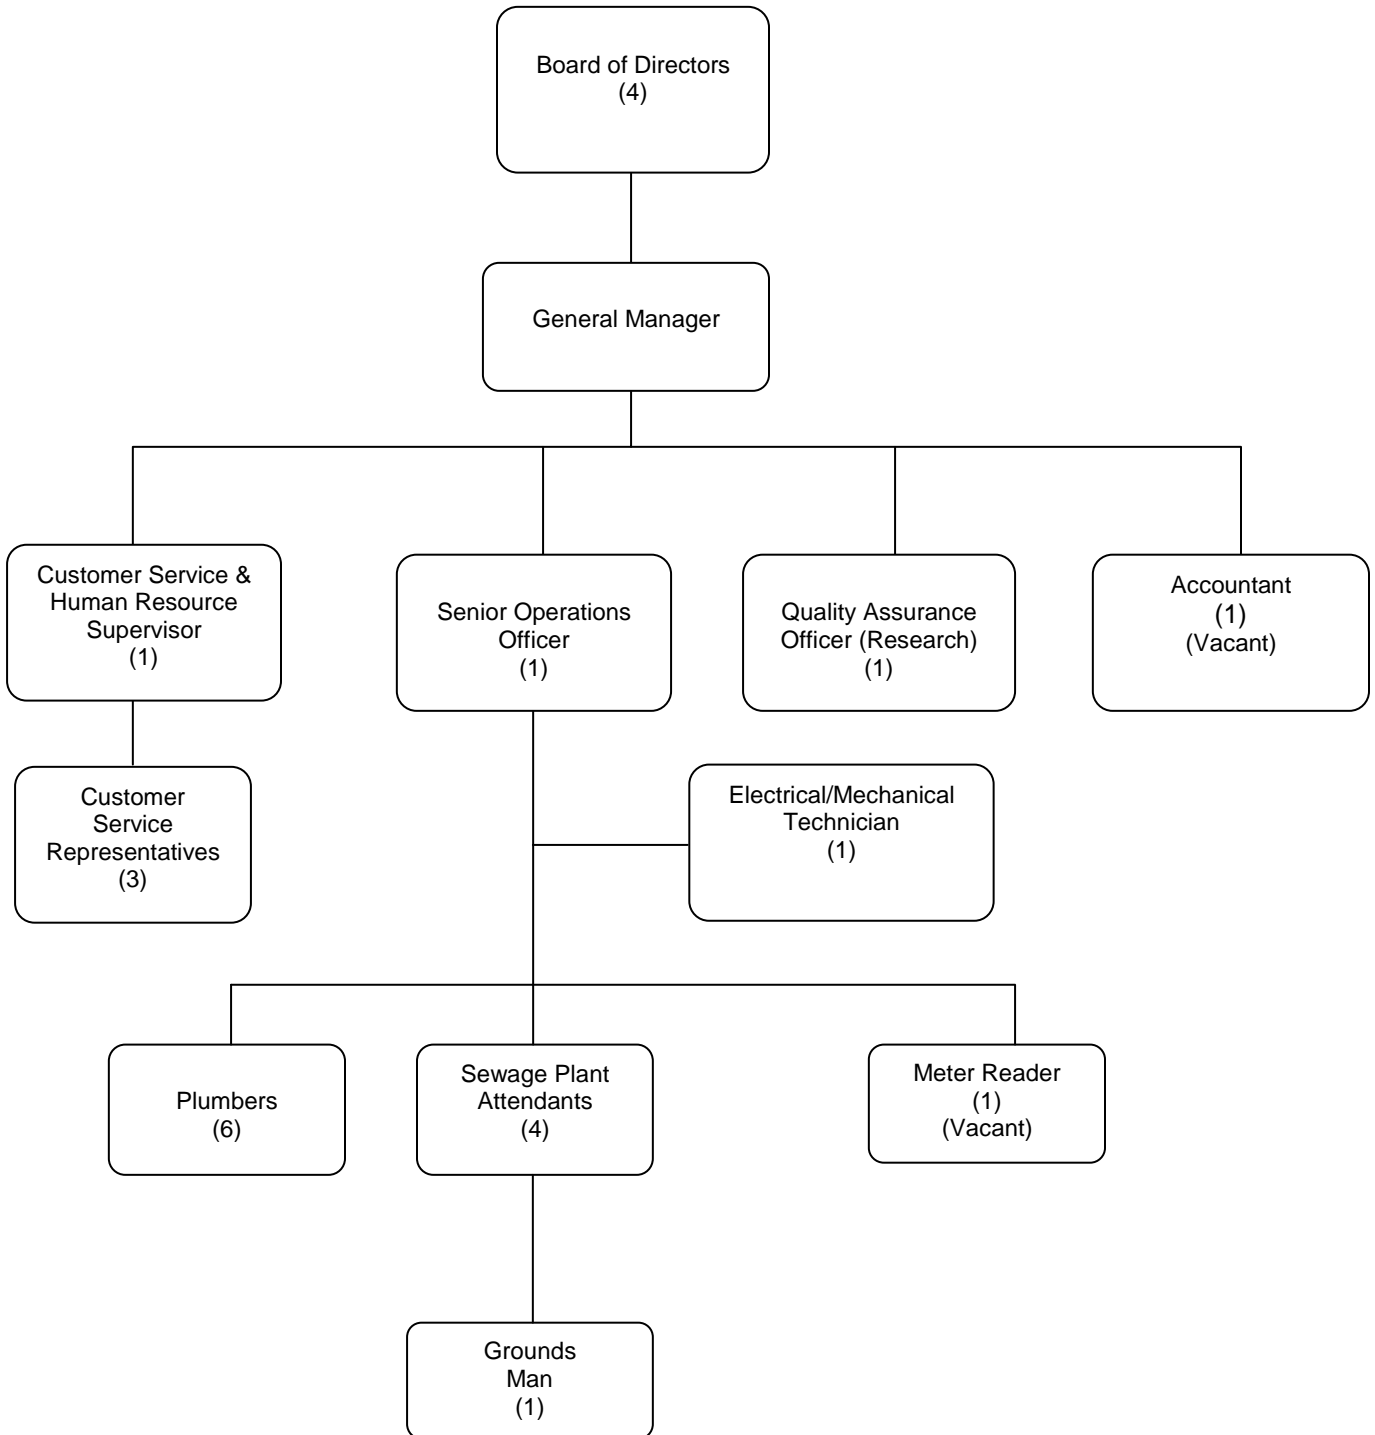 Board of Directors
(4)
General Manager
Customer Service &
Human Resource
Supervisor
(1)
Senior Operations
Officer
(1)
Quality Assurance
Officer (Research)
(1)
Accountant
(1)
(Vacant)
Customer
Service
Representatives
(3)
Electrical/Mechanical
Technician
(1)
Plumbers
(6)
Sewage Plant
Attendants
(4)
Meter Reader
(1)
(Vacant)
Grounds
Man
(1)